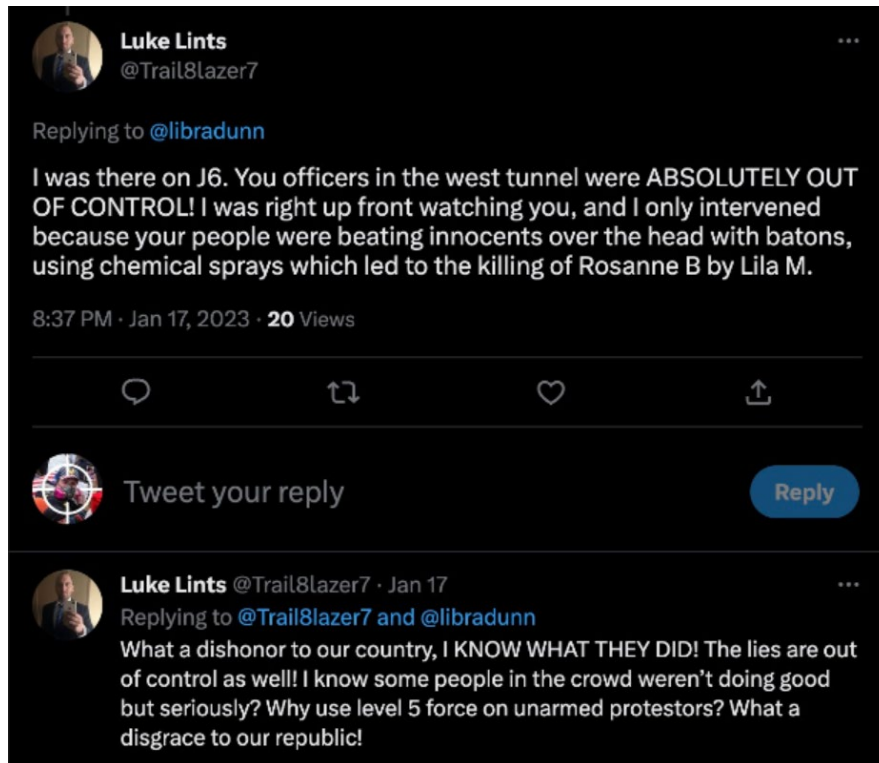 Luke Lints
@Trail8lazer7
Replying to @libradunn
I was there on J6. You officers in the west tunnel were ABSOLUTELY OUT
OF CONTROL! I was right up front watching you, and I only intervened
because your people were beating innocents over the head with batons,
using chemical sprays which led to the killing of Rosanne B by Lila M.
8:37 PM · Jan 17, 2023 · 20 Views
Tweet your reply
Reply
Luke Lints @Trail8lazer7 · Jan 17
Replying to @Trail8lazer7 and @libradunn
What a dishonor to our country, I KNOW WHAT THEY DID! The lies are out
of control as well! I know some people in the crowd weren’t doing good
but seriously? Why use level 5 force on unarmed protestors? What a
disgrace to our republic!